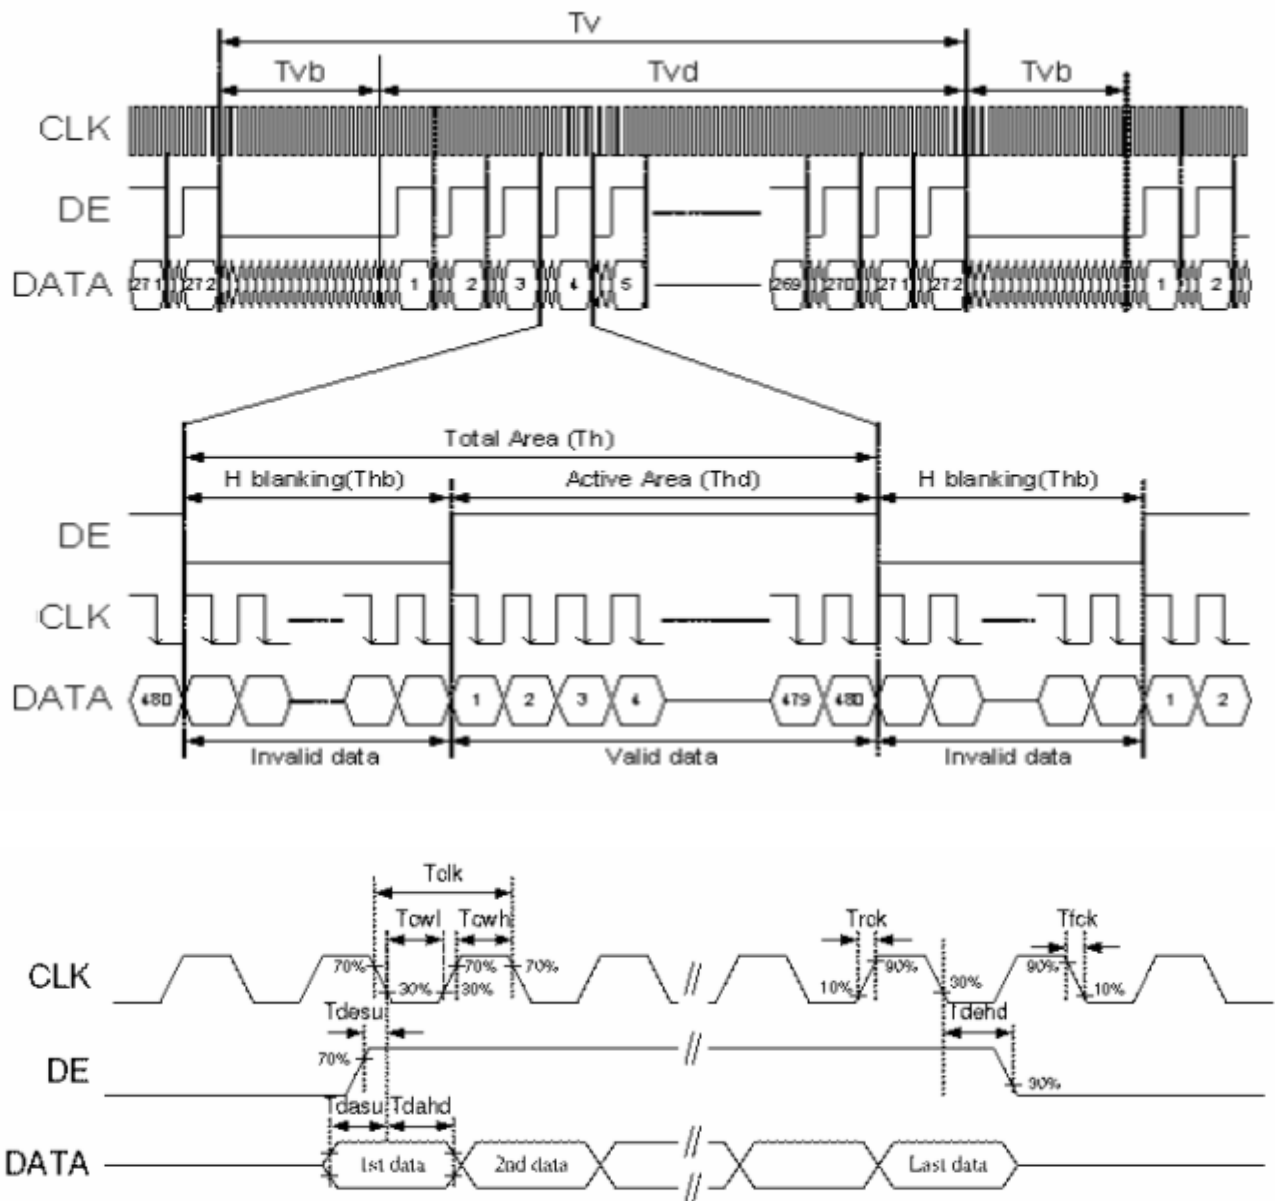 Tv
Tvb Tvd Tvb
CLK
DE
DATA 271 272 1 2 3 4 5 269 270 271 272 1 2
Total Area (Th)
H blanking(Thb) Active Area (Thd) H blanking(Thb)
DE
CLK
DATA 480 1 2 3 4 479 480 1 2
Invalid data Valid data Invalid data
Tclk
Tcwl Tcwh Trck Tfck
CLK 70% 70% 70% 90% 90%
30% 30% 10% 30% 10%
Tdesu Tdehd
DE 70% 30%
Tdasu Tdahd
DATA 1st data 2nd data Last data